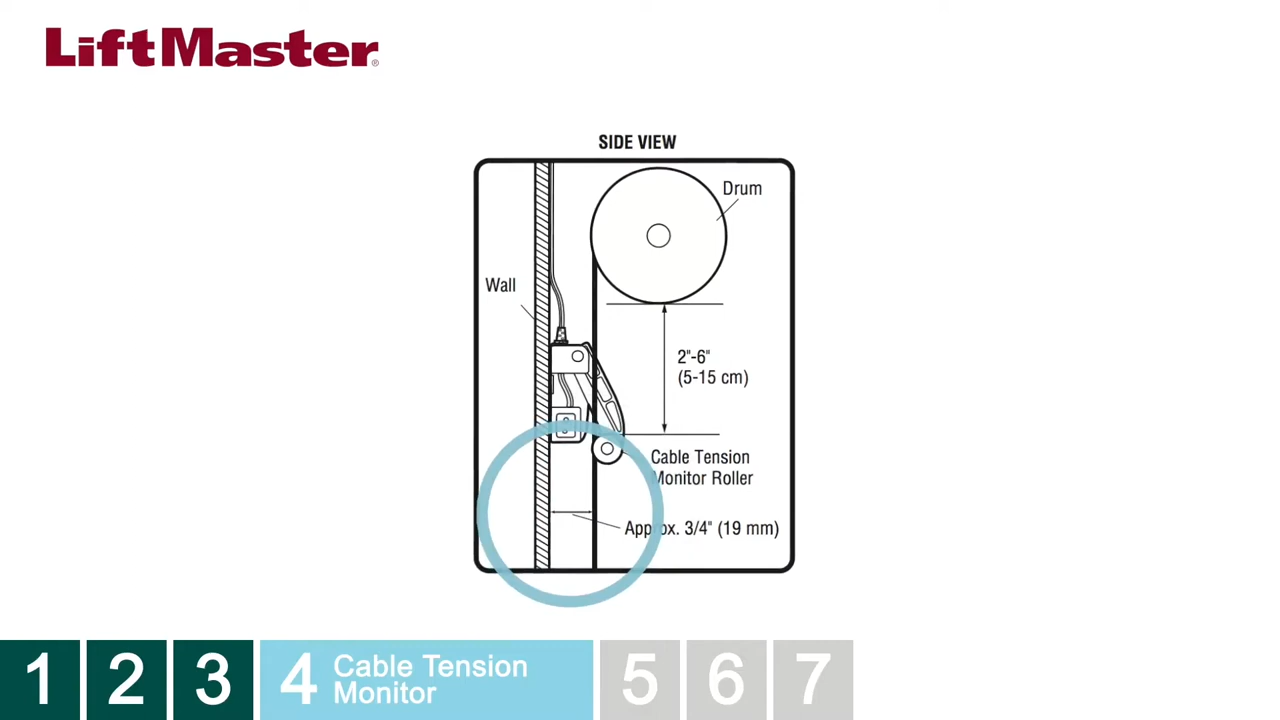 LiftMaster®
SIDE VIEW
Drum
Wall
2"-6"
(5-15 cm)
Cable Tension
Monitor Roller
Approx. 3/4" (19 mm)
1 2 3 4 Cable Tension
Monitor 5 6 7